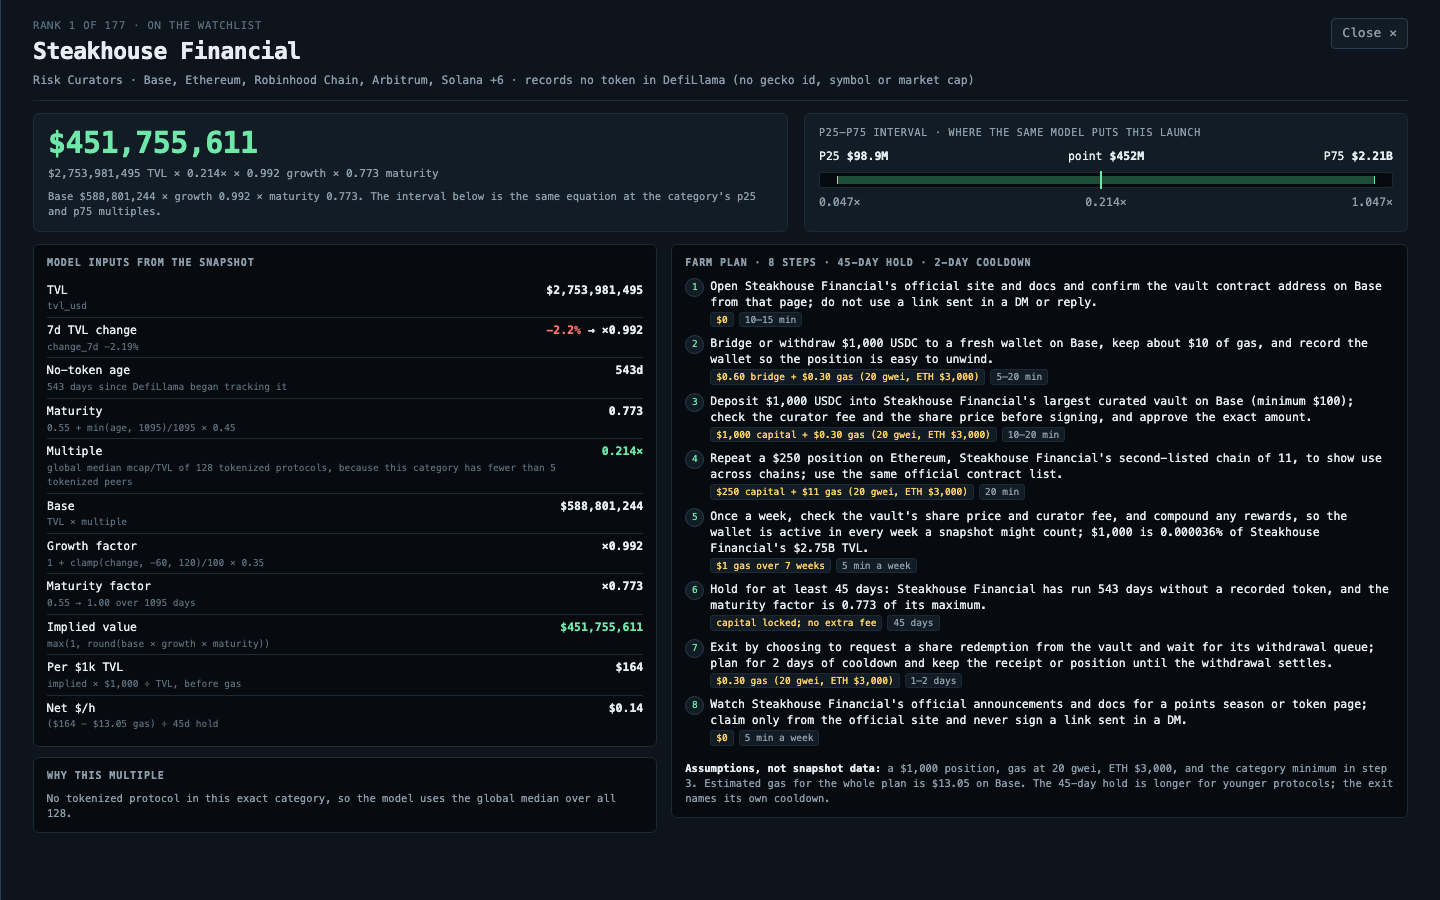 RANK 1 OF 177 · ON THE WATCHLIST
Steakhouse Financial
Close ×
Risk Curators · Base, Ethereum, Robinhood Chain, Arbitrum, Solana +6 · records no token in DefiLlama (no gecko id, symbol or market cap)
$451,755,611
$2,753,981,495 TVL × 0.214× × 0.992 growth × 0.773 maturity
Base $588,801,244 × growth 0.992 × maturity 0.773. The interval below is the same equation at the category's p25
and p75 multiples.
P25–P75 INTERVAL · WHERE THE SAME MODEL PUTS THIS LAUNCH
P25 $98.9M point $452M P75 $2.21B
0.047× 0.214× 1.047×
MODEL INPUTS FROM THE SNAPSHOT
TVL $2,753,981,495
tvl_usd
7d TVL change −2.2% → ×0.992
change_7d −2.19%
No-token age 543d
543 days since DefiLlama began tracking it
Maturity 0.773
0.55 + min(age, 1095)/1095 × 0.45
Multiple 0.214×
global median mcap/TVL of 128 tokenized protocols, because this category has fewer than 5
tokenized peers
Base $588,801,244
TVL × multiple
Growth factor ×0.992
1 + clamp(change, −60, 120)/100 × 0.35
Maturity factor ×0.773
0.55 → 1.00 over 1095 days
Implied value $451,755,611
max(1, round(base × growth × maturity))
Per $1k TVL $164
implied × $1,000 ÷ TVL, before gas
Net $/h $0.14
($164 − $13.05 gas) ÷ 45d hold
WHY THIS MULTIPLE
No tokenized protocol in this exact category, so the model uses the global median over all
128.
FARM PLAN · 8 STEPS · 45-DAY HOLD · 2-DAY COOLDOWN
1 Open Steakhouse Financial's official site and docs and confirm the vault contract address on Base
from that page; do not use a link sent in a DM or reply.
$0 10–15 min
2 Bridge or withdraw $1,000 USDC to a fresh wallet on Base, keep about $10 of gas, and record the
wallet so the position is easy to unwind.
$0.60 bridge + $0.30 gas (20 gwei, ETH $3,000) 5–20 min
3 Deposit $1,000 USDC into Steakhouse Financial's largest curated vault on Base (minimum $100);
check the curator fee and the share price before signing, and approve the exact amount.
$1,000 capital + $0.30 gas (20 gwei, ETH $3,000) 10–20 min
4 Repeat a $250 position on Ethereum, Steakhouse Financial's second-listed chain of 11, to show use
across chains; use the same official contract list.
$250 capital + $11 gas (20 gwei, ETH $3,000) 20 min
5 Once a week, check the vault's share price and curator fee, and compound any rewards, so the
wallet is active in every week a snapshot might count; $1,000 is 0.000036% of Steakhouse
Financial's $2.75B TVL.
$1 gas over 7 weeks 5 min a week
6 Hold for at least 45 days: Steakhouse Financial has run 543 days without a recorded token, and the
maturity factor is 0.773 of its maximum.
capital locked; no extra fee 45 days
7 Exit by choosing to request a share redemption from the vault and wait for its withdrawal queue;
plan for 2 days of cooldown and keep the receipt or position until the withdrawal settles.
$0.30 gas (20 gwei, ETH $3,000) 1–2 days
8 Watch Steakhouse Financial's official announcements and docs for a points season or token page;
claim only from the official site and never sign a link sent in a DM.
$0 5 min a week
Assumptions, not snapshot data: a $1,000 position, gas at 20 gwei, ETH $3,000, and the category minimum in step
3. Estimated gas for the whole plan is $13.05 on Base. The 45-day hold is longer for younger protocols; the exit
names its own cooldown.